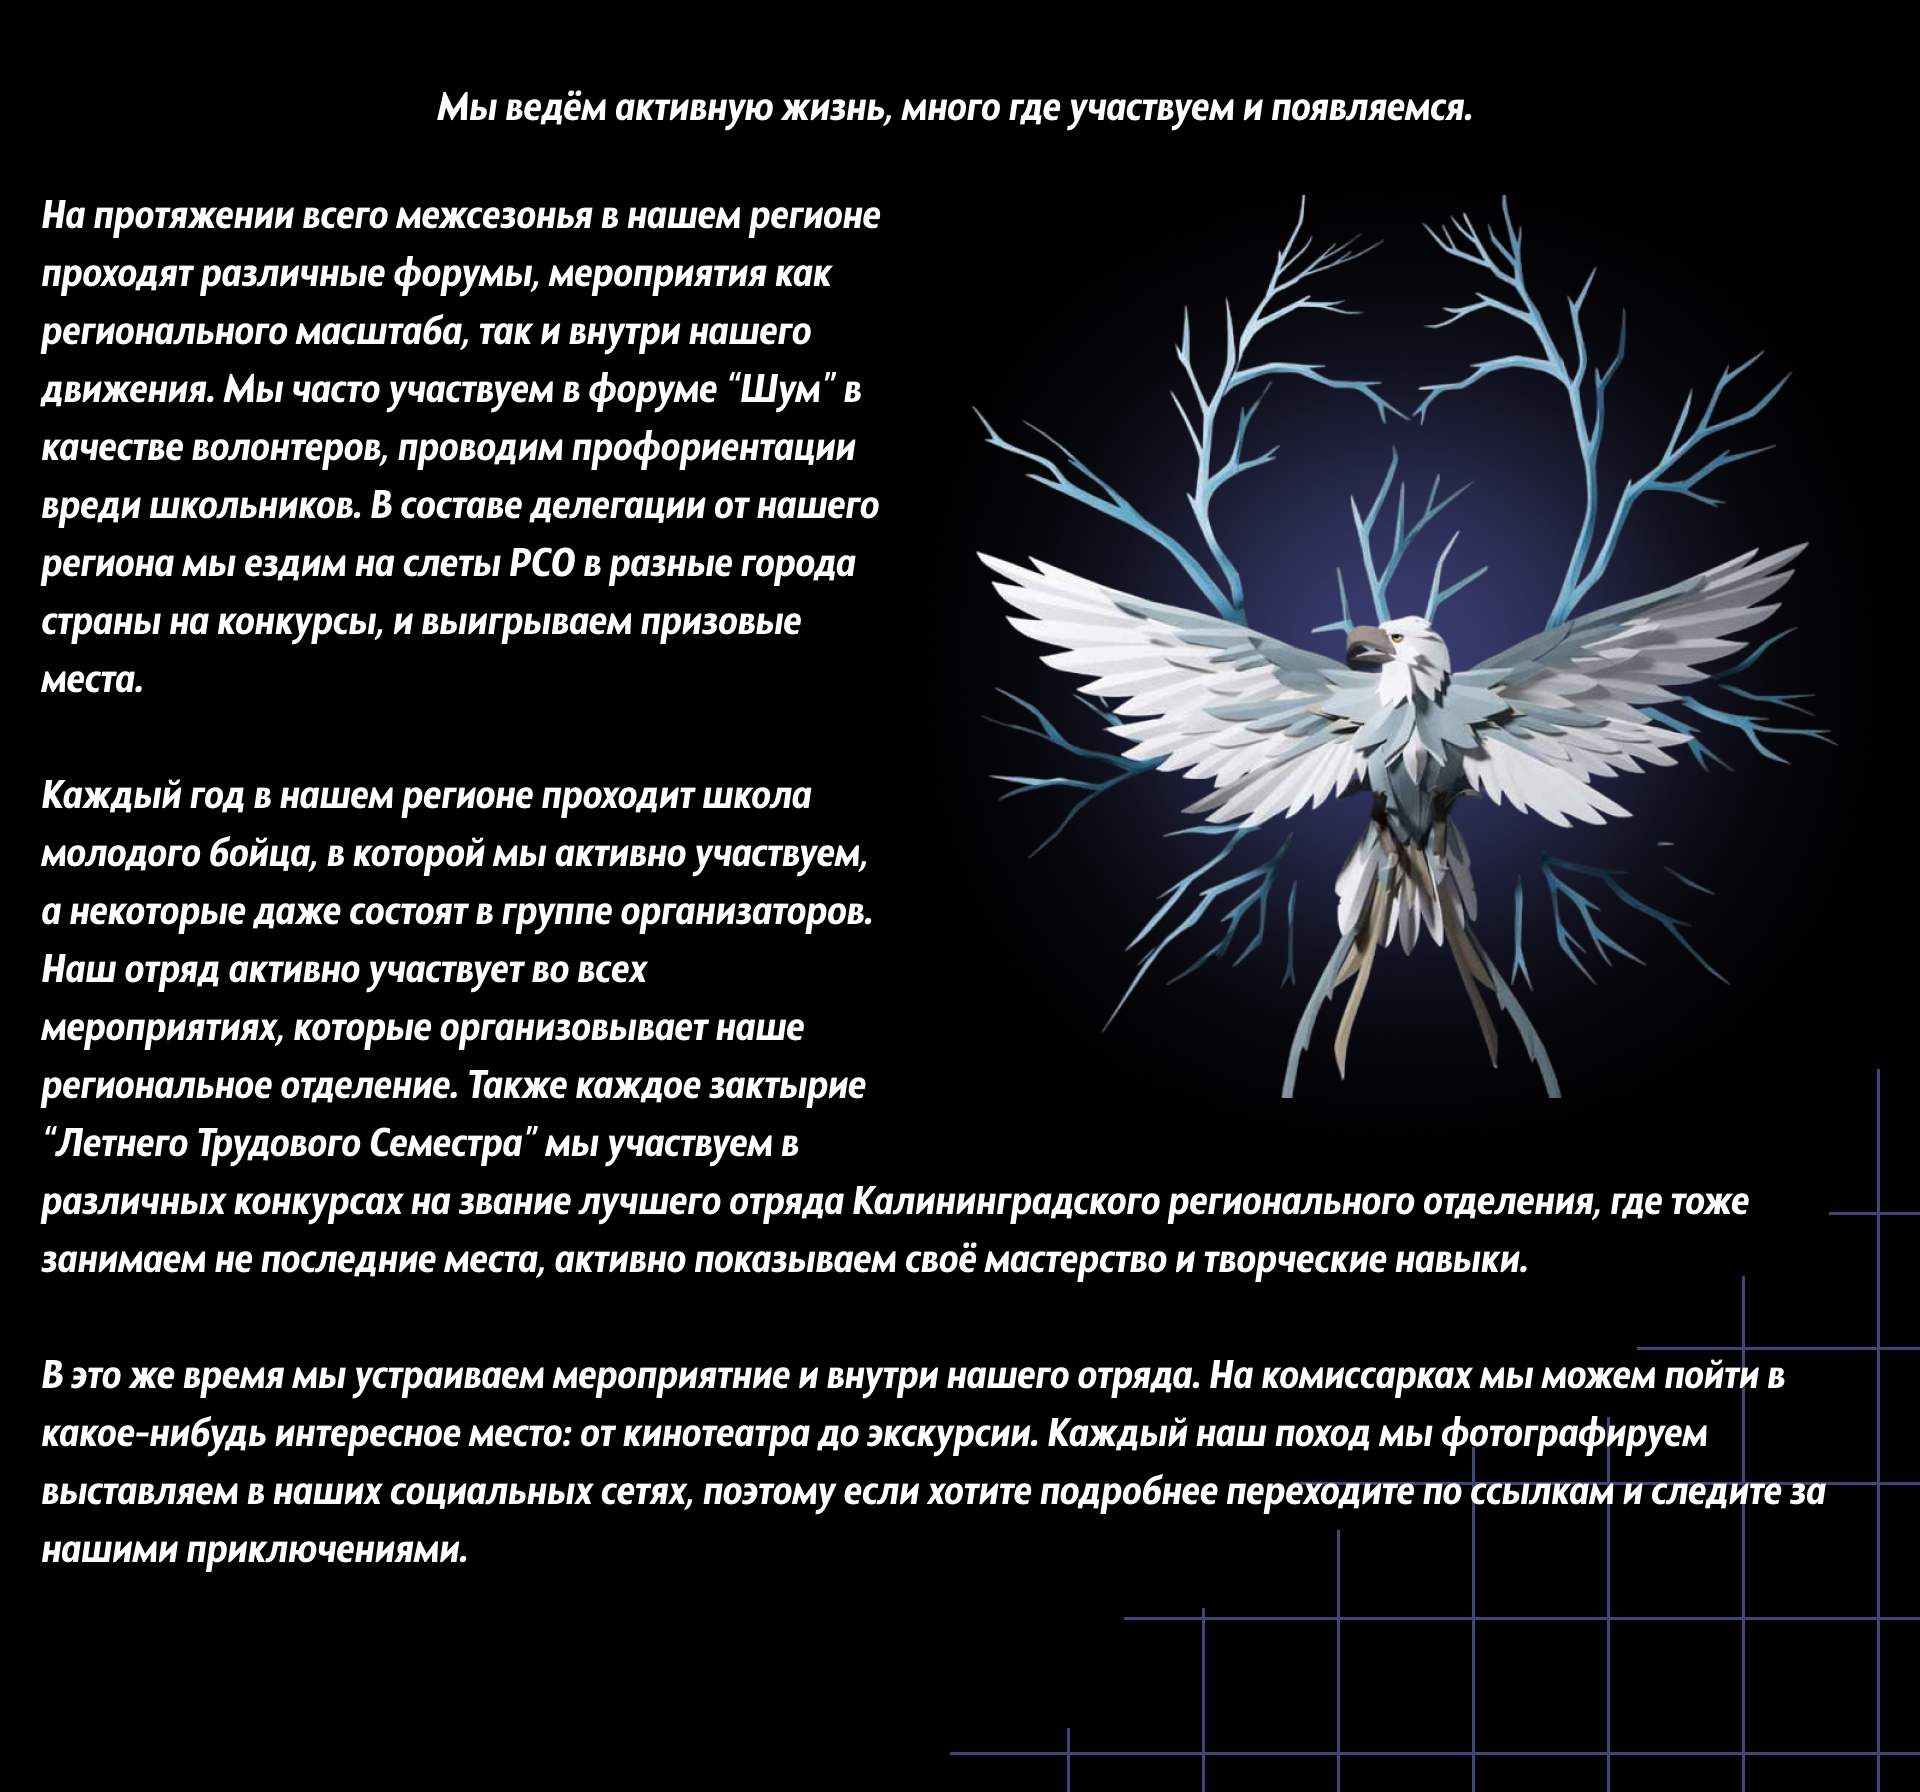 Мы ведём активную жизнь, много где участвуем и появляемся.
На протяжении всего межсезонья в нашем регионе
проходят различные форумы, мероприятия как
регионального масштаба, так и внутри нашего
движения. Мы часто участвуем в форуме “Шум” в
качестве волонтеров, проводим профориентации
вреди школьников. В составе делегации от нашего
региона мы ездим на слеты РСО в разные города
страны на конкурсы, и выигрываем призовые
места.
Каждый год в нашем регионе проходит школа
молодого бойца, в которой мы активно участвуем,
а некоторые даже состоят в группе организаторов.
Наш отряд активно участвует во всех
мероприятиях, которые организовывает наше
региональное отделение. Также каждое зактырие
“Летнего Трудового Семестра” мы участвуем в
различных конкурсах на звание лучшего отряда Калининградского регионального отделения, где тоже
занимаем не последние места, активно показываем своё мастерство и творческие навыки.
В это же время мы устраиваем мероприятние и внутри нашего отряда. На комиссарках мы можем пойти в
какое-нибудь интересное место: от кинотеатра до экскурсии. Каждый наш поход мы фотографируем
выставляем в наших социальных сетях, поэтому если хотите подробнее переходите по ссылкам и следите за
нашими приключениями.